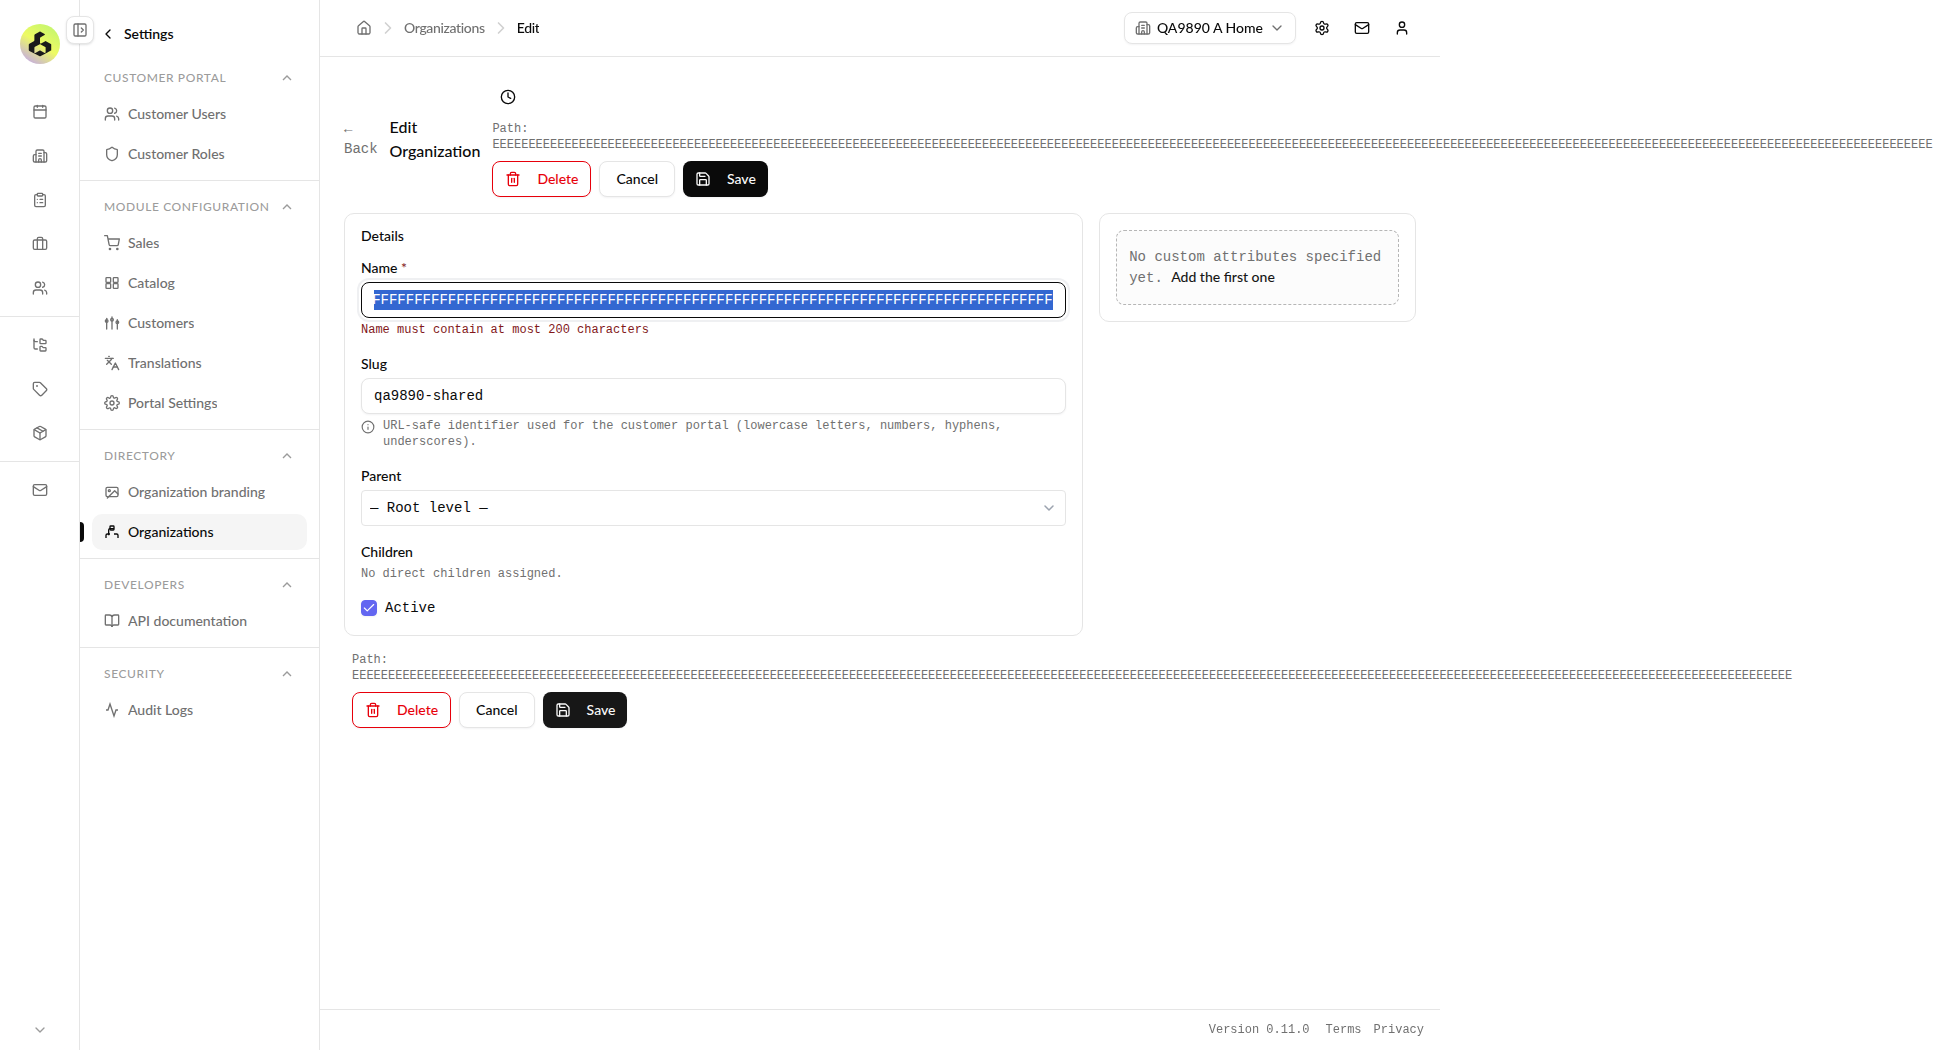 Settings
Organizations
Edit
QA9890 A Home
CUSTOMER PORTAL
Customer Users
Customer Roles
MODULE CONFIGURATION
Sales
Catalog
Customers
Translations
Portal Settings
DIRECTORY
Organization branding
Organizations
DEVELOPERS
API documentation
SECURITY
Audit Logs
← Back
Edit
Organization
Path:
EEEEEEEEEEEEEEEEEEEEEEEEEEEEEEEEEEEEEEEEEEEEEEEEEEEEEEEEEEEEEEEEEEEEEEEEEEEEEEEEEEEEEEEEEEEEEEEEEEEEEEEEEEEEEEEEEEEEEEEEEEEEEEEEEEEEEEEEEEEEEEEEEEEEEEEEEEEEEEEEEEEEEEEEEEEEEEEEEEEEEEEEEEEEEEEEEEEEEEEE
Delete
Cancel
Save
Details
Name *
FFFFFFFFFFFFFFFFFFFFFFFFFFFFFFFFFFFFFFFFFFFFFFFFFFFFFFFFFFFFFFFFFFFFFFFFFFFFFFFFF
Name must contain at most 200 characters
Slug
qa9890-shared
URL-safe identifier used for the customer portal (lowercase letters, numbers, hyphens,
underscores).
Parent
— Root level —
Children
No direct children assigned.
Active
No custom attributes specified
yet. Add the first one
Path:
EEEEEEEEEEEEEEEEEEEEEEEEEEEEEEEEEEEEEEEEEEEEEEEEEEEEEEEEEEEEEEEEEEEEEEEEEEEEEEEEEEEEEEEEEEEEEEEEEEEEEEEEEEEEEEEEEEEEEEEEEEEEEEEEEEEEEEEEEEEEEEEEEEEEEEEEEEEEEEEEEEEEEEEEEEEEEEEEEEEEEEEEEEEEEEEEEEEEEEEE
Delete
Cancel
Save
Version 0.11.0
Terms
Privacy